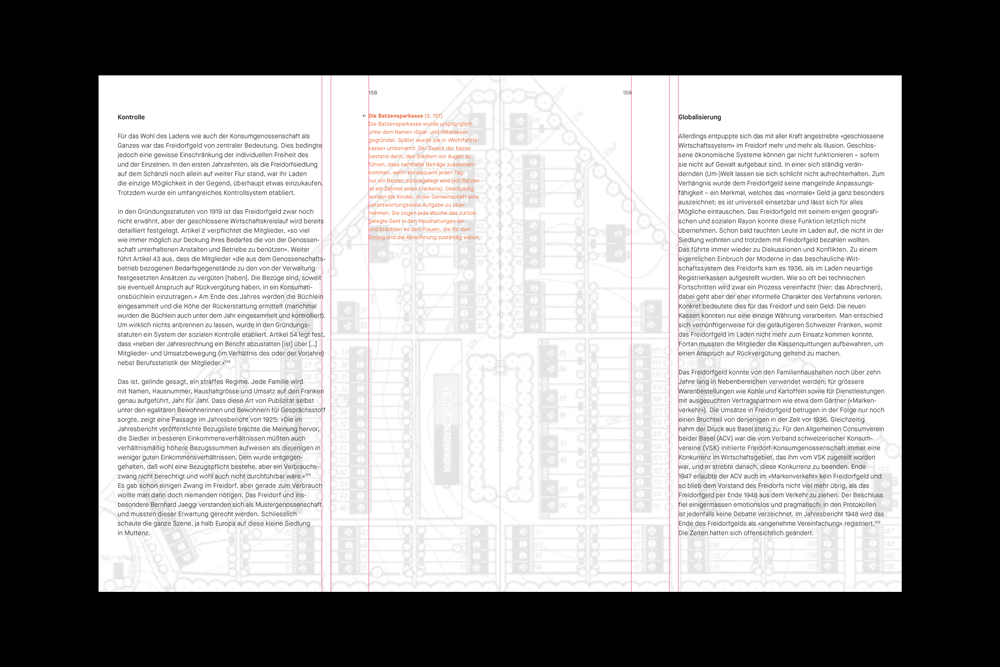 Kontrolle
Für das Wohl des Ladens wie auch der Konsumgenossenschaft als
Ganzes war das Freidorfgeld von zentraler Bedeutung. Dies bedingte
jedoch eine gewisse Einschränkung der individuellen Freiheit des
und der Einzelnen. In den ersten Jahrzehnten, als die Freidorfsiedlung
auf dem Schänzli noch allein auf weiter Flur stand, war ihr Laden
die einzige Möglichkeit in der Gegend, überhaupt etwas einzukaufen.
Trotzdem wurde ein umfangreiches Kontrollsystem etabliert.
In den Gründungsstatuten von 1919 ist das Freidorfgeld zwar noch
nicht erwähnt, aber der geschlossene Wirtschaftskreislauf wird bereits
detailliert festgelegt. Artikel 2 verpflichtet die Mitglieder, «so viel
wie immer möglich zur Deckung ihres Bedarfes die von der Genossen-
schaft unterhaltenen Anstalten und Betriebe zu benützen». Weiter
führt Artikel 43 aus, dass die Mitglieder «die aus dem Genossenschafts-
betrieb bezogenen Bedarfsgegenstände zu den von der Verwaltung
festgesetzten Ansätzen zu vergüten [haben]. Die Bezüge sind, soweit
sie eventuell Anspruch auf Rückvergütung haben, in ein Konsumati-
onsbüchlein einzutragen.» Am Ende des Jahres werden die Büchlein
eingesammelt und die Höhe der Rückerstattung ermittelt (manchmal
wurden die Büchlein auch unter dem Jahr eingesammelt und kontrolliert).
Um wirklich nichts anbrennen zu lassen, wurde in den Gründungs-
statuten ein System der sozialen Kontrolle etabliert. Artikel 54 legt fest,
dass «neben der Jahresrechnung ein Bericht abzustatten [ist] über [...]
Mitglieder- und Umsatzbewegung (im Verhältnis des oder der Vorjahre)
nebst Berufsstatistik der Mitglieder.»
Das ist, gelinde gesagt, ein straffes Regime. Jede Familie wird
mit Namen, Hausnummer, Haushaltgrösse und Umsatz auf den Franken
genau aufgeführt, Jahr für Jahr. Dass diese Art von Publizität selbst
unter den egalitären Bewohnerinnen und Bewohnern für Gesprächsstoff
sorgte, zeigt eine Passage im Jahresbericht von 1925: «Die im
Jahresbericht veröffentlichte Bezugsliste brachte die Meinung hervor,
die Siedler in besseren Einkommensverhältnissen müßten auch
verhältnismäßig höhere Bezugssummen aufweisen als diejenigen in
weniger guten Einkommensverhältnissen. Dem wurde entgegen-
gehalten, daß wohl eine Bezugspflicht bestehe, aber ein Verbrauchs-
zwang nicht berechtigt und wohl auch nicht durchführbar wäre.»
Es gab schon einigen Zwang im Freidorf, aber gerade zum Verbrauch
wollte man dann doch niemanden nötigen. Das Freidorf und ins-
besondere Bernhard Jaeggi verstanden sich als Mustergenossenschaft
und mussten dieser Erwartung gerecht werden. Schliesslich
schaute die ganze Szene, ja halb Europa auf diese kleine Siedlung
in Muttenz.
158
← Die Batzensparkasse (S. 157)
Die Batzensparkasse wurde ursprünglich
unter dem Namen «Spar- und Hilfskasse»
gegründet. Später wurde sie in «Wohlfahrts-
kasse» umbenannt. Der Zweck der Kasse
bestand darin, den Siedlern vor Augen zu
führen, dass namhafte Beträge zusammen-
kommen, wenn konsequent jeden Tag
nur ein Batzen zurückgelegt wird (ein Batzen
ist ein Zehntel eines Frankens). Gleichzeitig
lernten die Kinder, in der Gemeinschaft eine
verantwortungsvolle Aufgabe zu über-
nehmen. Sie zogen jede Woche das zurück-
gelegte Geld in den Haushaltungen ein
und brachten es den Frauen, die für den
Einzug und die Abrechnung zuständig waren.
159
Globalisierung
Allerdings entpuppte sich das mit aller Kraft angestrebte «geschlossene
Wirtschaftssystem» im Freidorf mehr und mehr als Illusion. Geschlos-
sene ökonomische Systeme können gar nicht funktionieren – sofern
sie nicht auf Gewalt aufgebaut sind. In einer sich ständig verän-
dernden (Um-)Welt lassen sie sich schlicht nicht aufrechterhalten. Zum
Verhängnis wurde dem Freidorfgeld seine mangelnde Anpassungs-
fähigkeit – ein Merkmal, welches das «normale» Geld ja ganz besonders
auszeichnet; es ist universell einsetzbar und lässt sich für alles
Mögliche eintauschen. Das Freidorfgeld mit seinem engen geografi-
schen und sozialen Rayon konnte diese Funktion letztlich nicht
übernehmen. Schon bald tauchten Leute im Laden auf, die nicht in der
Siedlung wohnten und trotzdem mit Freidorfgeld bezahlen wollten.
Das führte immer wieder zu Diskussionen und Konflikten. Zu einem
eigentlichen Einbruch der Moderne in das beschauliche Wirt-
schaftssystem des Freidorfs kam es 1936, als im Laden neuartige
Registrierkassen aufgestellt wurden. Wie so oft bei technischen
Fortschritten wird zwar ein Prozess vereinfacht (hier: das Abrechnen),
dabei geht aber der eher informelle Charakter des Verfahrens verloren.
Konkret bedeutete dies für das Freidorf und sein Geld: Die neuen
Kassen konnten nur eine einzige Währung verarbeiten. Man entschied
sich vernünftigerweise für die geläufigeren Schweizer Franken, womit
das Freidorfgeld im Laden nicht mehr zum Einsatz kommen konnte.
Fortan mussten die Mitglieder die Kassenquittungen aufbewahren, um
einen Anspruch auf Rückvergütung geltend zu machen.
Das Freidorfgeld konnte von den Familienhaushalten noch über zehn
Jahre lang in Nebenbereichen verwendet werden; für grössere
Warenbestellungen wie Kohle und Kartoffeln sowie für Dienstleistungen
mit ausgesuchten Vertragspartnern wie etwa dem Gärtner («Marken-
verkehr»). Die Umsätze in Freidorfgeld betrugen in der Folge nur noch
einen Bruchteil von denjenigen in der Zeit vor 1936. Gleichzeitig
nahm der Druck aus Basel stetig zu: Für den Allgemeinen Consumverein
beider Basel (ACV) war die vom Verband schweizerischer Konsum-
vereine (VSK) initiierte Freidorf-Konsumgenossenschaft immer eine
Konkurrenz im Wirtschaftsgebiet, das ihm vom VSK zugeteilt worden
war, und er strebte danach, diese Konkurrenz zu beenden. Ende
1947 erlaubte der ACV auch im «Markenverkehr» kein Freidorfgeld und
so blieb dem Vorstand des Freidorfs nicht viel mehr übrig, als das
Freidorfgeld per Ende 1948 aus dem Verkehr zu ziehen. Der Beschluss
fiel einigermassen emotionslos und pragmatisch; in den Protokollen
ist jedenfalls keine Debatte verzeichnet. Im Jahresbericht 1948 wird das
Ende des Freidorfgelds als «angenehme Vereinfachung» registriert.
Die Zeiten hatten sich offensichtlich geändert.